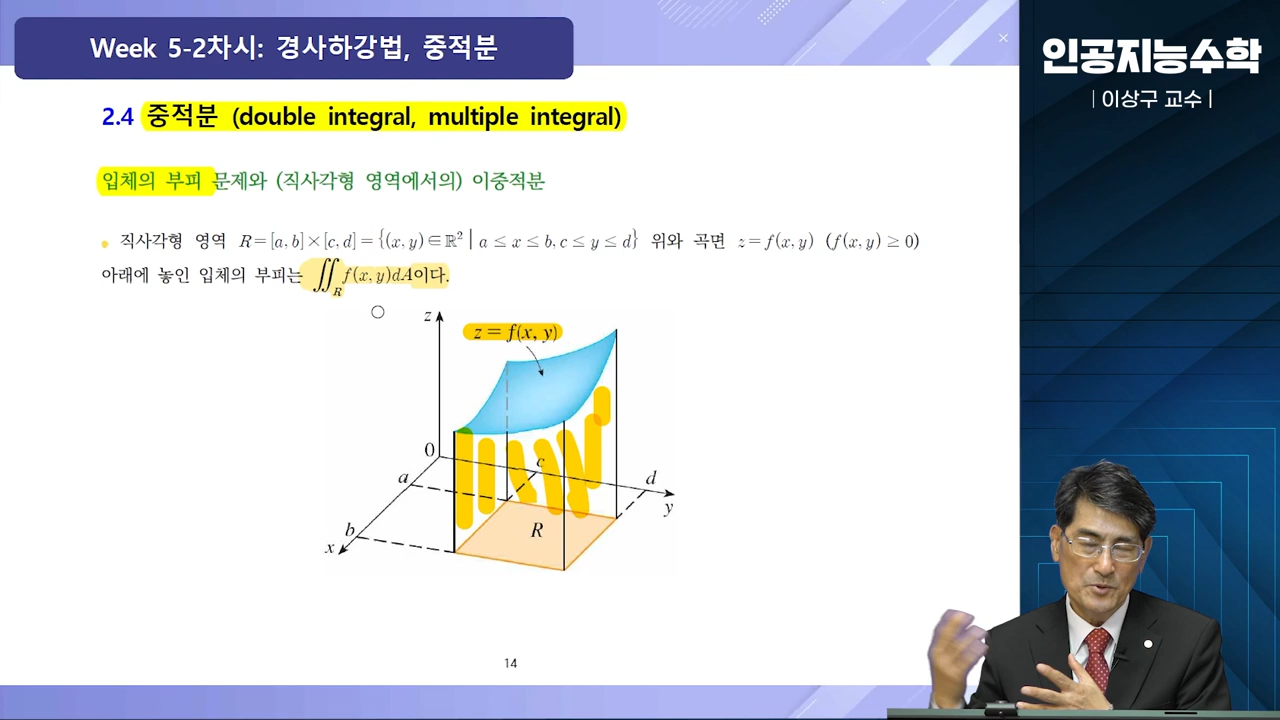 Week 5-2차시: 경사하강법, 중적분
인공지능수학
| 이상구 교수 |
2.4 중적분 (double integral, multiple integral)
입체의 부피 문제와 (직사각형 영역에서의) 이중적분
직사각형 영역 R=[a, b]×[c, d]={(x, y)∈ℝ² | a ≤ x ≤ b, c ≤ y ≤ d} 위와 곡면 z=f(x, y) (f(x, y) ≥ 0)
아래에 놓인 입체의 부피는 ∬_R f(x, y)dA이다.
z
z = f(x, y)
0
a
c
d
y
b
R
x
14